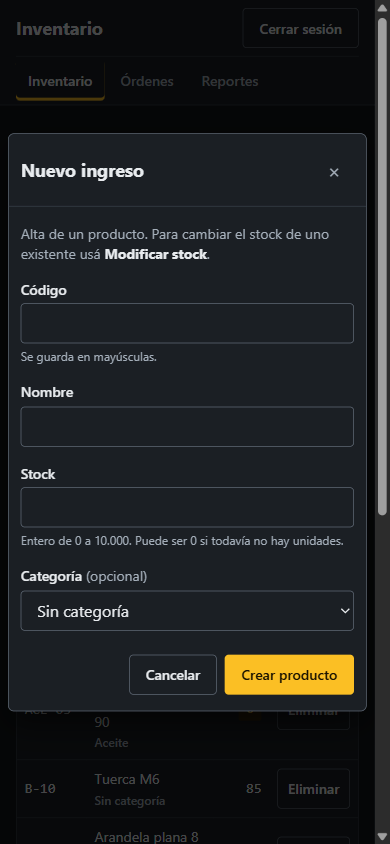 Inventario
Cerrar sesión
Inventario Órdenes Reportes
Nuevo ingreso
×
Alta de un producto. Para cambiar el stock de uno
existente usá Modificar stock.
Código
Se guarda en mayúsculas.
Nombre
Stock
Entero de 0 a 10.000. Puede ser 0 si todavía no hay unidades.
Categoría (opcional)
Sin categoría
Cancelar
Crear producto
90
Eliminar
Aceite
B-10
Tuerca M6
85
Eliminar
Sin categoría
Arandela plana 8